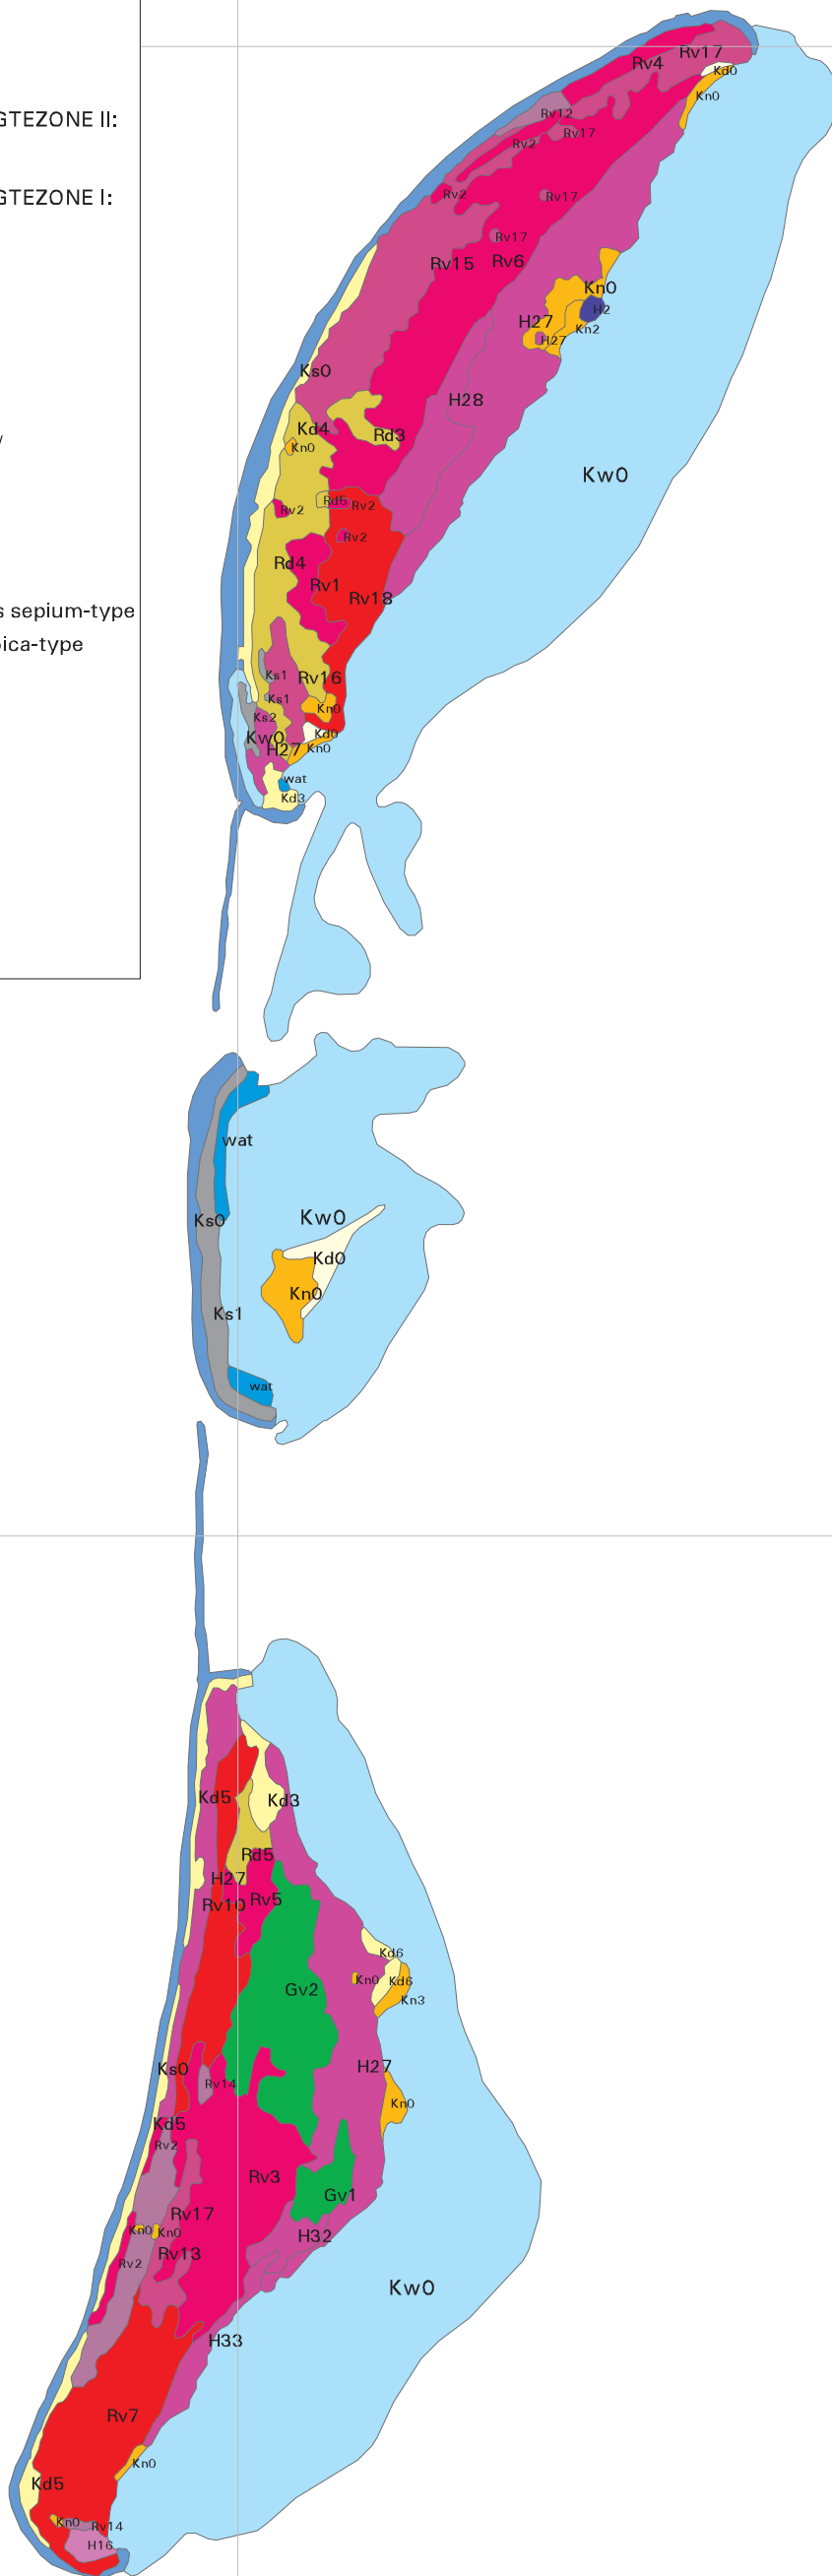 GTEZONE II:
GTEZONE I:
s sepium-type
ica-type
Rv17
Rv4
Kd0
Kn0
Rv12
Rv17
Rv2
Rv2
Rv17
Rv17
Rv15
Rv6
Kn0
H2
H27
Kn2
H27
Ks0
H28
Kd4
Rd3
Kn0
Kw0
Rd5
Rv2
Rv2
Rv2
Rd4
Rv1
Rv18
Ks1
Rv16
Ks1
Kn0
Ks2
Kd0
Kw0
H27
Kn0
wat
Kd3
wat
Kw0
Ks0
Kd0
Kn0
Ks1
wat
Kd5
Kd3
Rd5
H27
Rv5
Rv10
Kd6
Kn0
Kd6
Gv2
Kn3
H27
Ks0
Rv14
Kn0
Kd5
Rv2
Rv3
Gv1
Rv17
Kn0
Kn0
H32
Rv13
Rv2
Kw0
H33
Rv7
Kn0
Kd5
Kn0
Rv14
H16